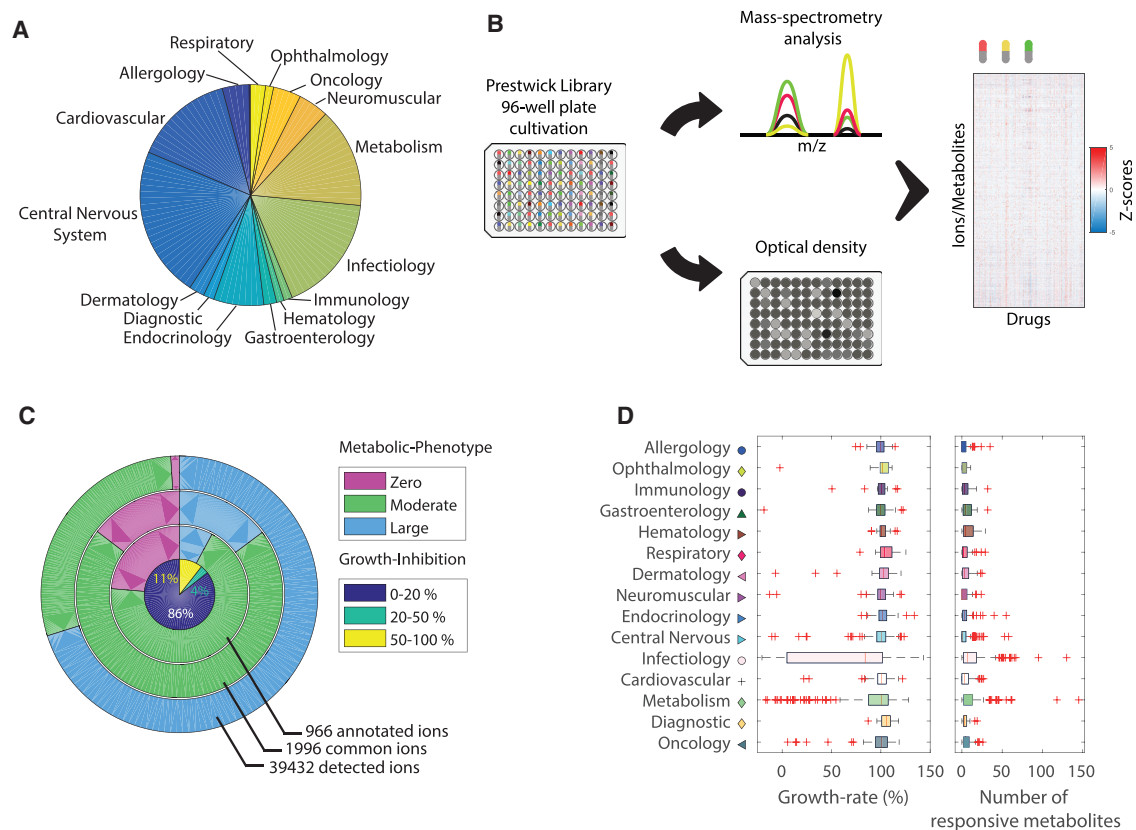 A
Respiratory
Ophthalmology
Allergology
Oncology
Neuromuscular
Cardiovascular
Metabolism
Central Nervous
System
Infectiology
Dermatology
Immunology
Diagnostic
Hematology
Endocrinology
Gastroenterology
B
Mass-spectrometry
analysis
Prestwick Library
96-well plate
cultivation
m/z
Optical density
Ions/Metabolites
Drugs
5
0
-5
Z-scores
C
Metabolic-Phenotype
Zero
Moderate
Large
Growth-Inhibition
0-20 %
20-50 %
50-100 %
11%
4%
86%
966 annotated ions
1996 common ions
39432 detected ions
D
Allergology
Ophthalmology
Immunology
Gastroenterology
Hematology
Respiratory
Dermatology
Neuromuscular
Endocrinology
Central Nervous
Infectiology
Cardiovascular
Metabolism
Diagnostic
Oncology
0 50 100 150
Growth-rate (%)
0 50 100 150
Number of
responsive metabolites